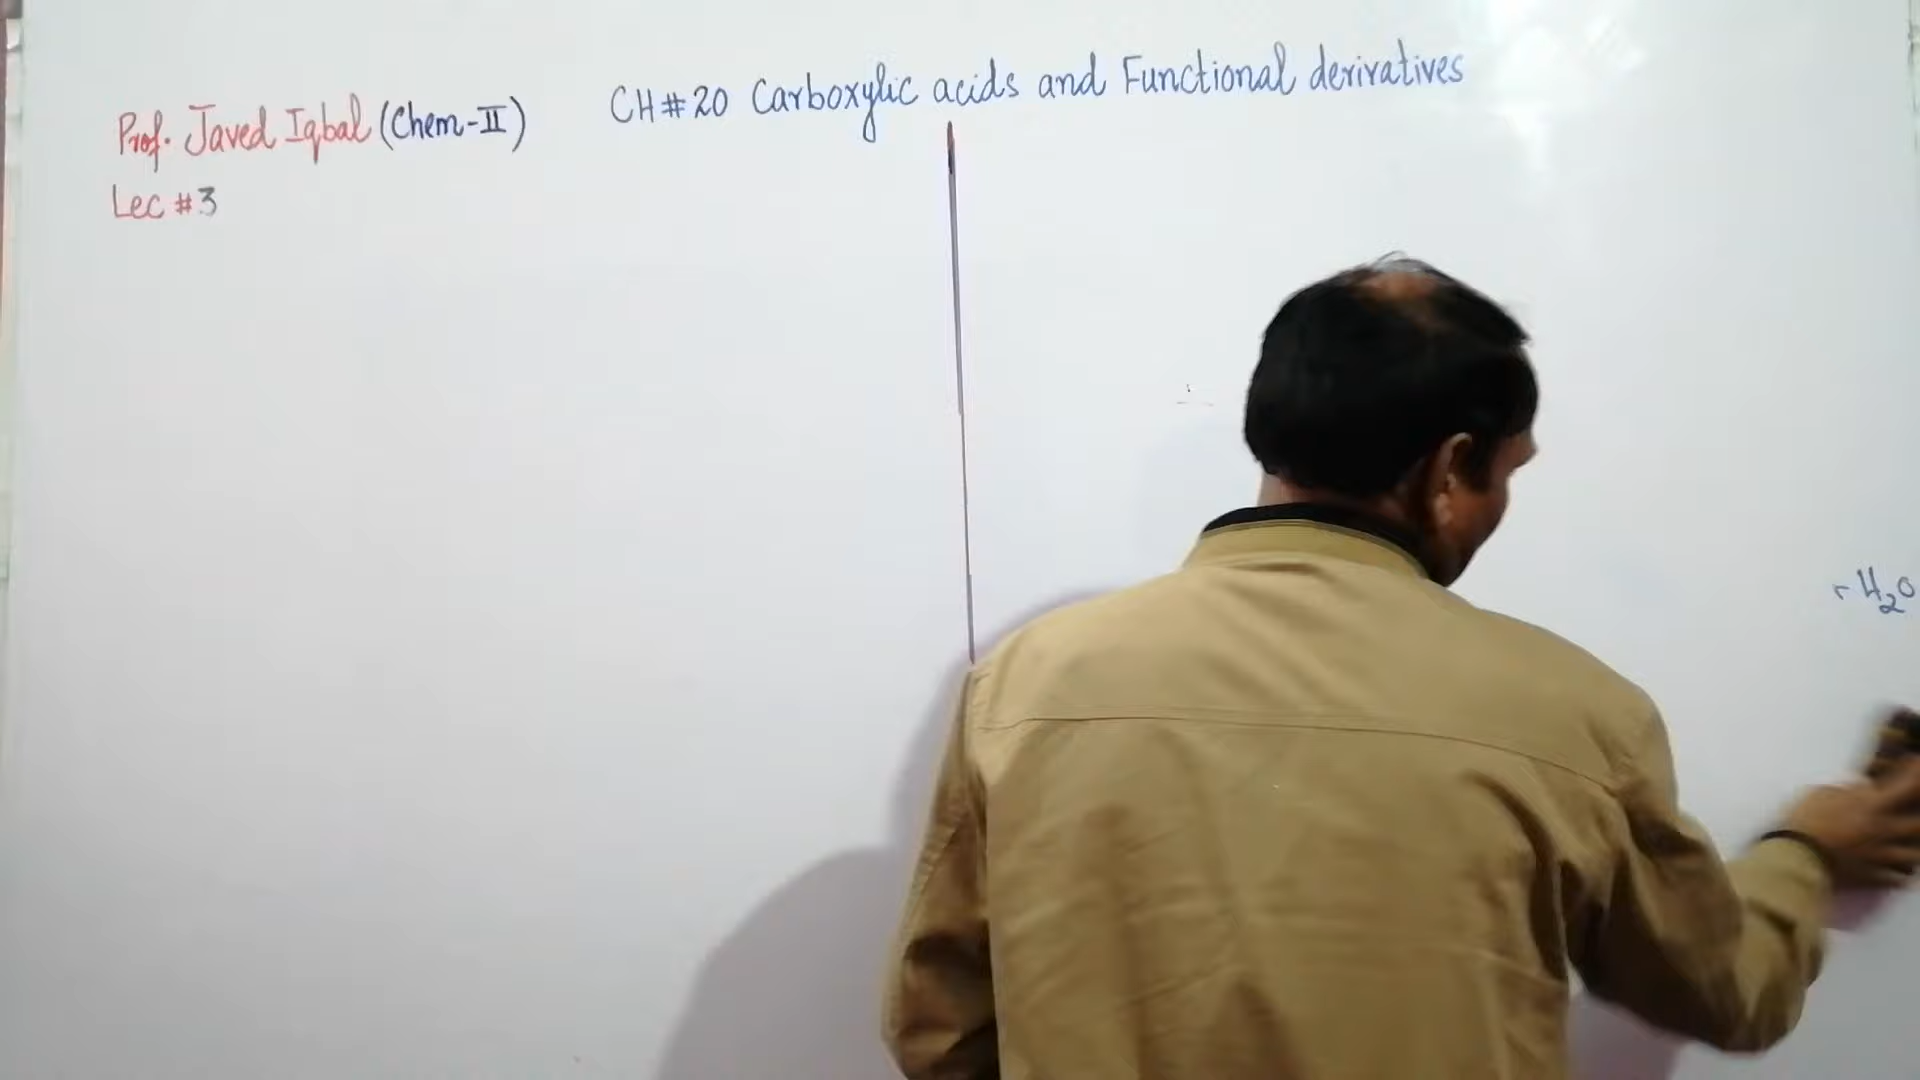 CH#20 Carboxylic acids and Functional derivatives
Prof. Javed Iqbal (Chem-II)
Lec #3
H₂O